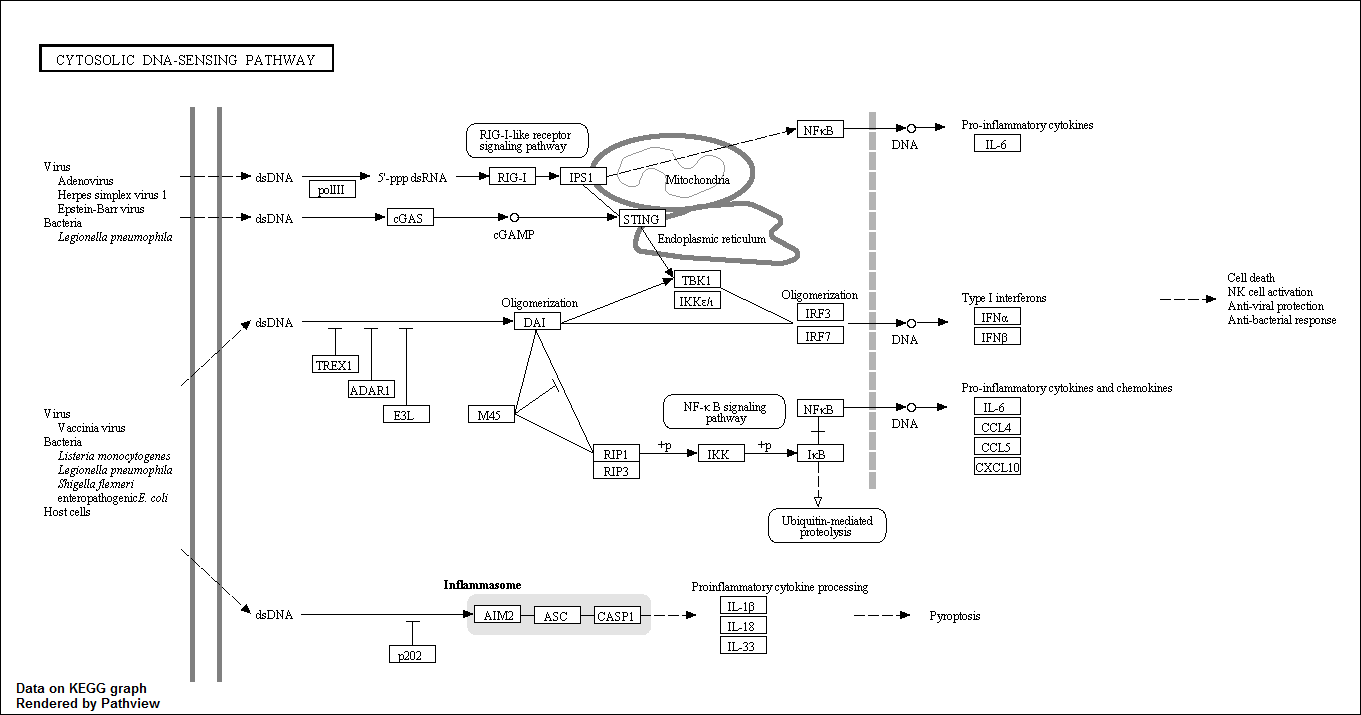 CYTOSOLIC DNA-SENSING PATHWAY
RIG-I-like receptor
signaling pathway
NFκB
DNA
Pro-inflammatory cytokines
IL-6
Virus
Adenovirus
Herpes simplex virus 1
Epstein-Barr virus
Bacteria
Legionella pneumophila
dsDNA
polIII
5'-ppp dsRNA
RIG-I
IPS1
Mitochondria
dsDNA
cGAS
cGAMP
STING
Endoplasmic reticulum
TBK1
IKKε/ι
Oligomerization
DAI
dsDNA
TREX1
ADAR1
E3L
Oligomerization
IRF3
IRF7
DNA
Type I interferons
IFNα
IFNβ
Cell death
NK cell activation
Anti-viral protection
Anti-bacterial response
M45
NF-κ B signaling
pathway
NFκB
DNA
Pro-inflammatory cytokines and chemokines
IL-6
CCL4
CCL5
CXCL10
RIP1
RIP3
+p
IKK
+p
IκB
Ubiquitin-mediated
proteolysis
Virus
Vaccinia virus
Bacteria
Listeria monocytogenes
Legionella pneumophila
Shigella flexneri
enteropathogenicE. coli
Host cells
dsDNA
p202
Inflammasome
AIM2
ASC
CASP1
Proinflammatory cytokine processing
IL-1β
IL-18
IL-33
Pyroptosis
Data on KEGG graph
Rendered by Pathview